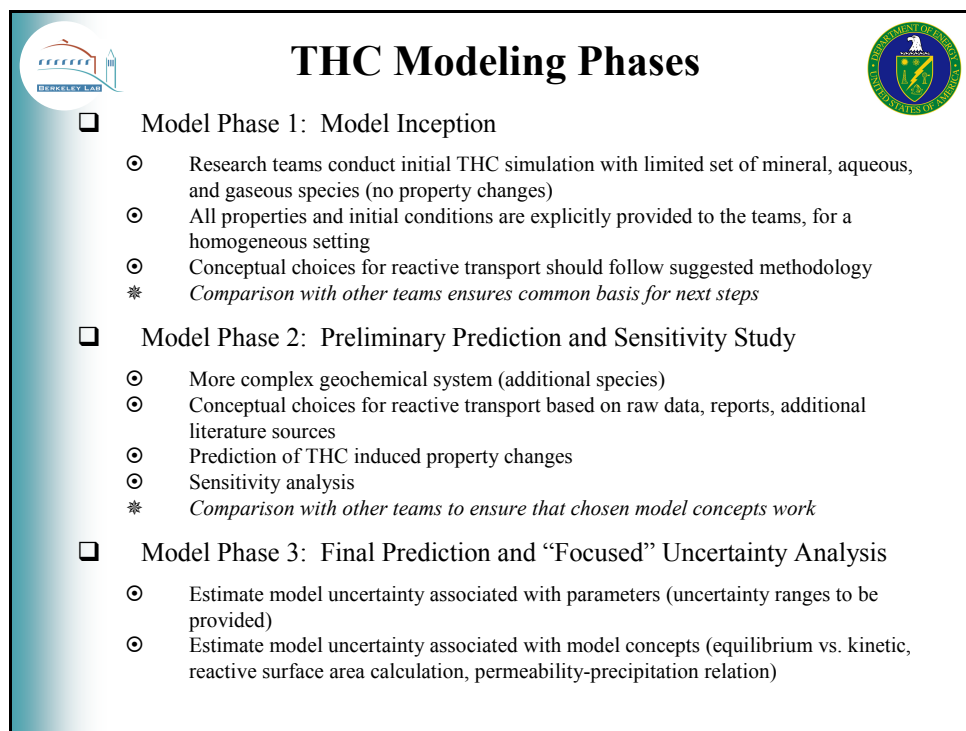 THC Modeling Phases
BERKELEY LAB
DEPARTMENT OF ENERGY
UNITED STATES OF AMERICA
Model Phase 1: Model Inception
Research teams conduct initial THC simulation with limited set of mineral, aqueous,
and gaseous species (no property changes)
All properties and initial conditions are explicitly provided to the teams, for a
homogeneous setting
Conceptual choices for reactive transport should follow suggested methodology
Comparison with other teams ensures common basis for next steps
Model Phase 2: Preliminary Prediction and Sensitivity Study
More complex geochemical system (additional species)
Conceptual choices for reactive transport based on raw data, reports, additional
literature sources
Prediction of THC induced property changes
Sensitivity analysis
Comparison with other teams to ensure that chosen model concepts work
Model Phase 3: Final Prediction and “Focused” Uncertainty Analysis
Estimate model uncertainty associated with parameters (uncertainty ranges to be
provided)
Estimate model uncertainty associated with model concepts (equilibrium vs. kinetic,
reactive surface area calculation, permeability-precipitation relation)